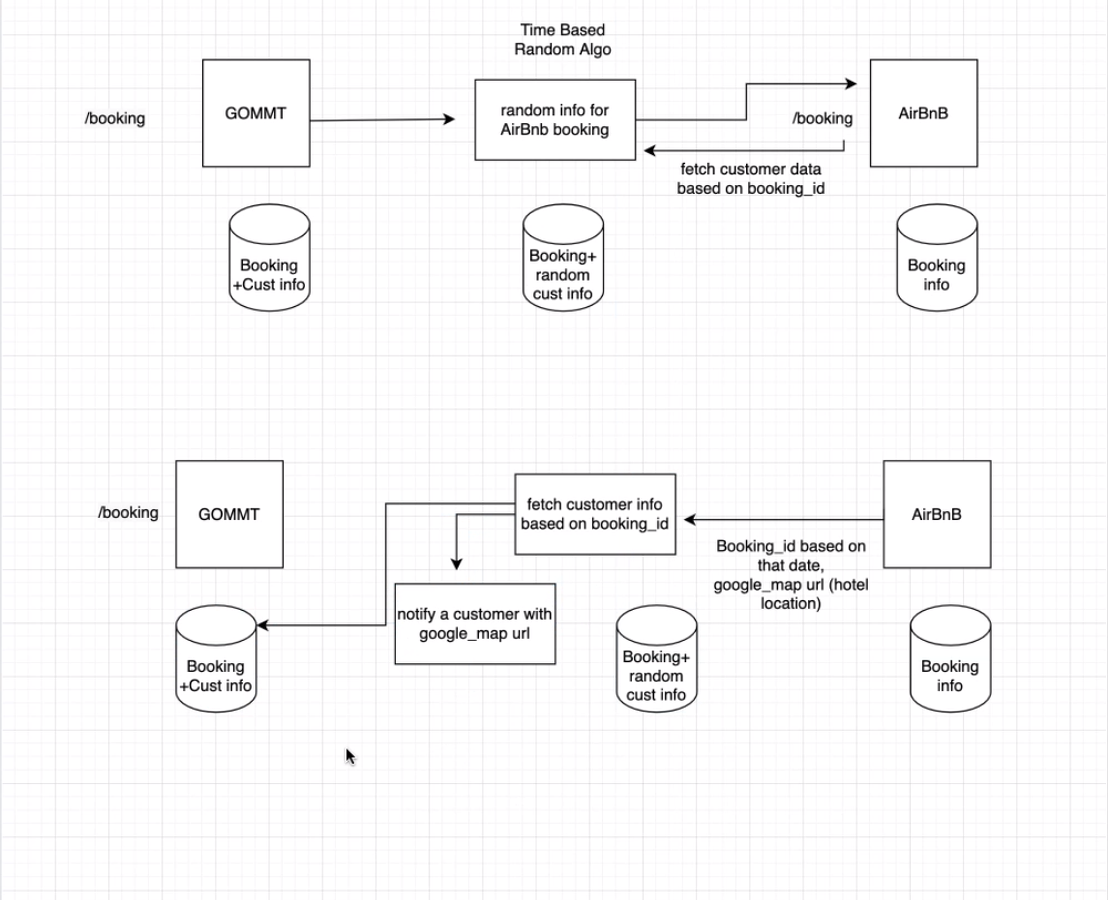 Time Based
Random Algo
/booking
GOMMT
random info for
AirBnb booking
/booking
AirBnB
fetch customer data
based on booking_id
Booking
+Cust info
Booking+
random
cust info
Booking
info
/booking
GOMMT
fetch customer info
based on booking_id
AirBnB
Booking_id based on
that date,
google_map url (hotel
location)
notify a customer with
google_map url
Booking
+Cust info
Booking+
random
cust info
Booking
info